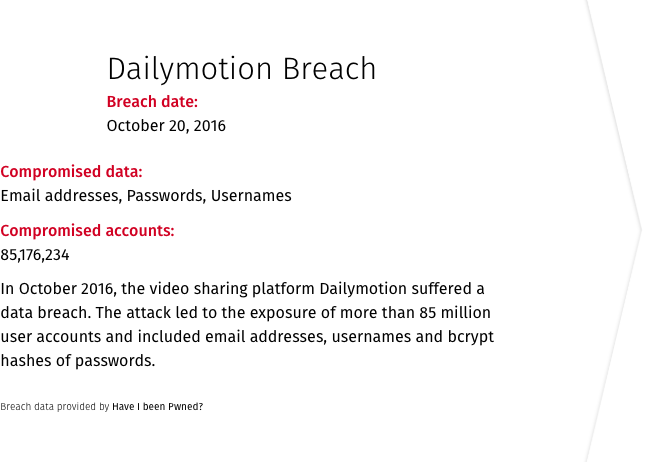 Dailymotion Breach
Breach date:
October 20, 2016
Compromised data:
Email addresses, Passwords, Usernames
Compromised accounts:
85,176,234
In October 2016, the video sharing platform Dailymotion suffered a
data breach. The attack led to the exposure of more than 85 million
user accounts and included email addresses, usernames and bcrypt
hashes of passwords.
Breach data provided by Have I been Pwned?